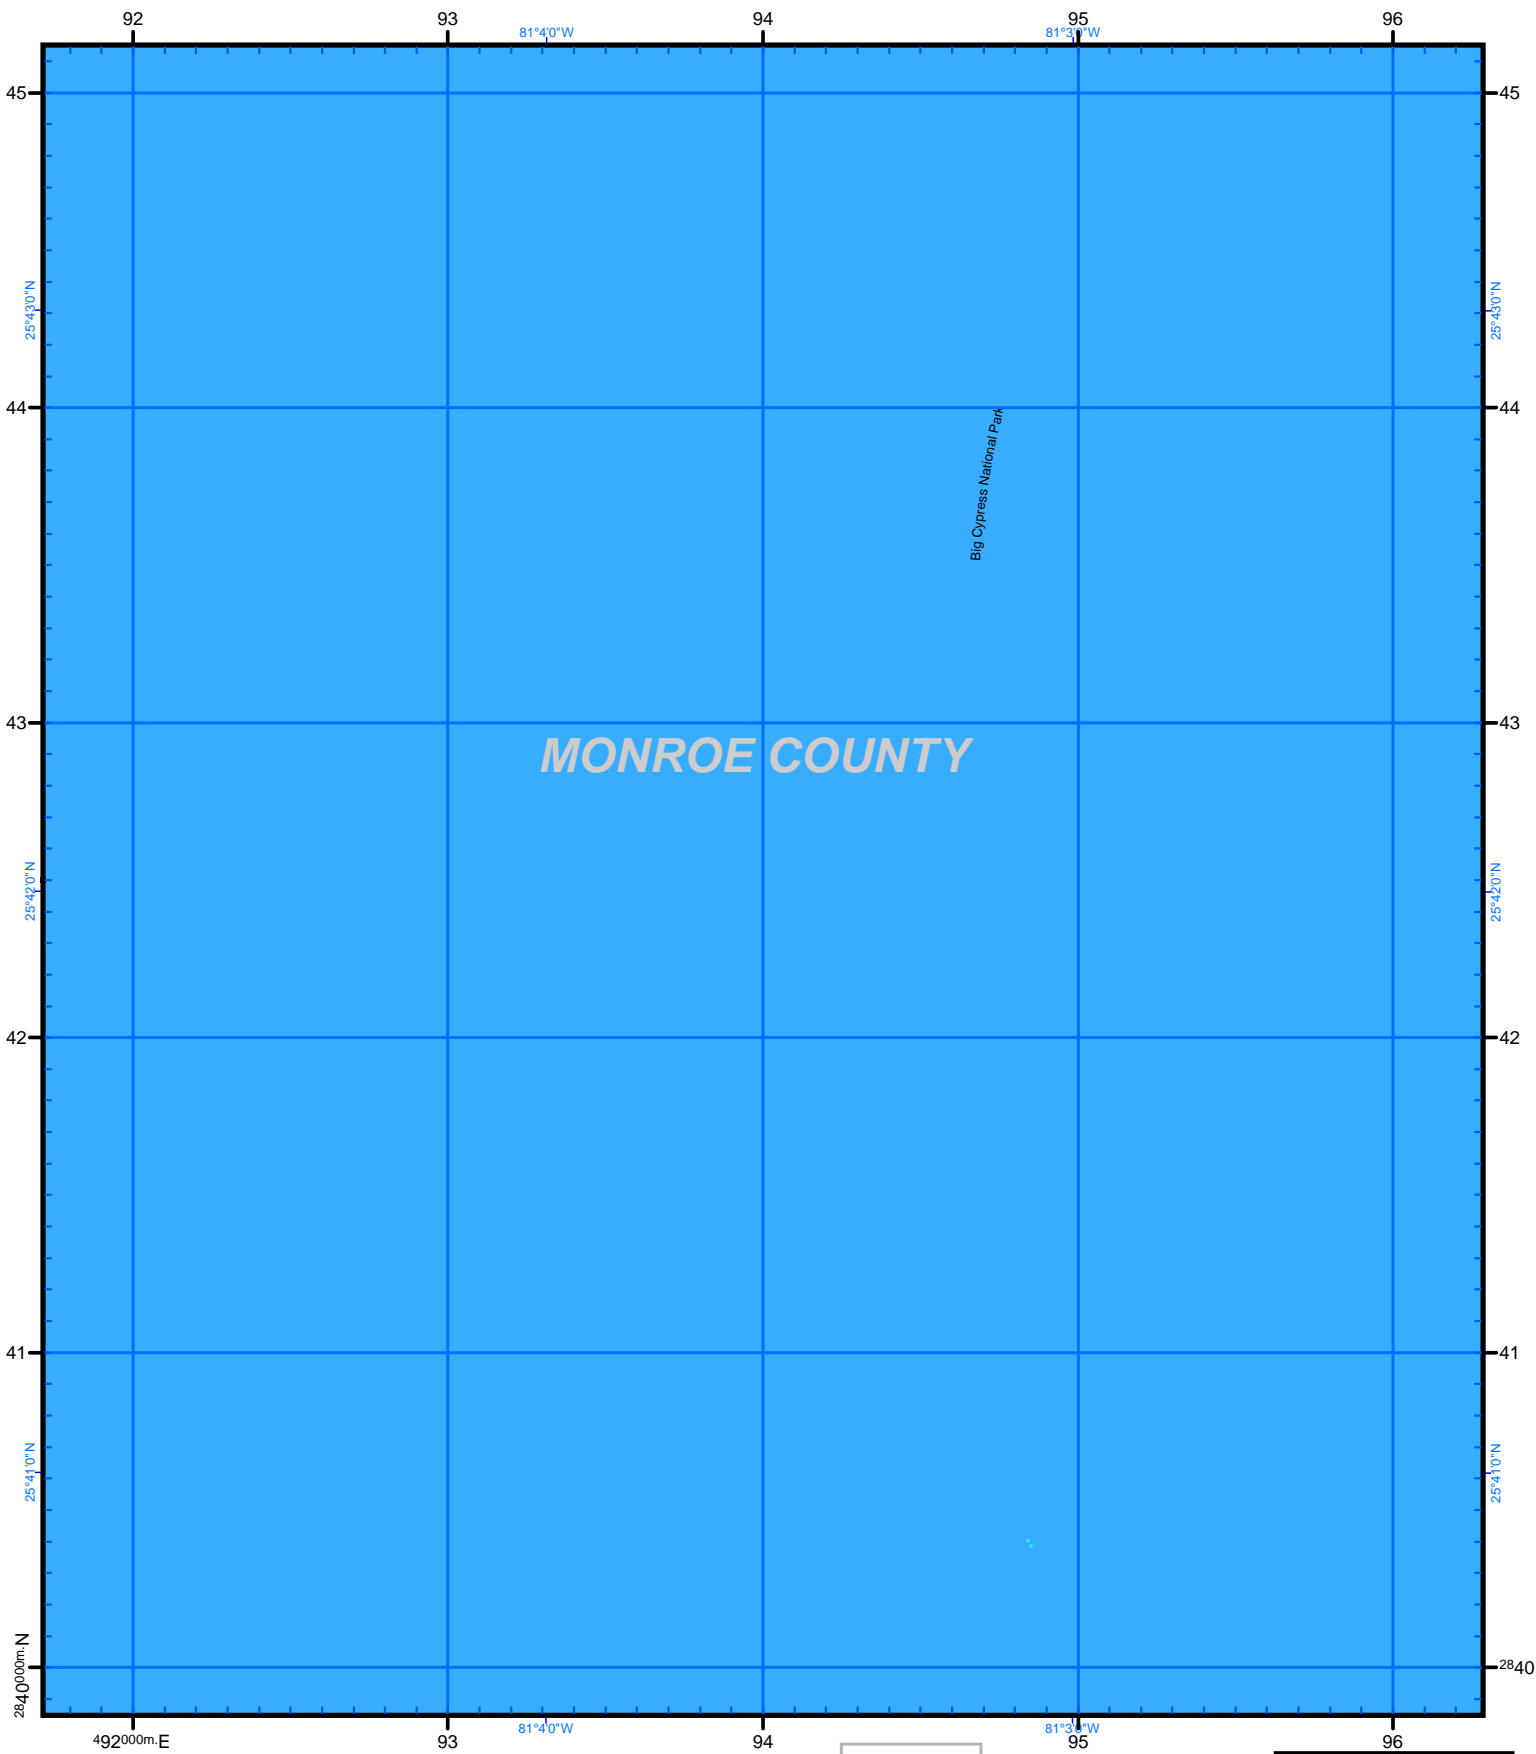 92 93 94 95 96
81°4'0"W 81°3'0"W
45 45
25°43'0"N 25°43'0"N
44 44
Big Cypress National Park
43 43
MONROE COUNTY
25°42'0"N 25°42'0"N
42 42
41 41
25°41'0"N 25°41'0"N
2840000m.N 2840
81°4'0"W 81°3'0"W
492000m.E 93 94 95 96